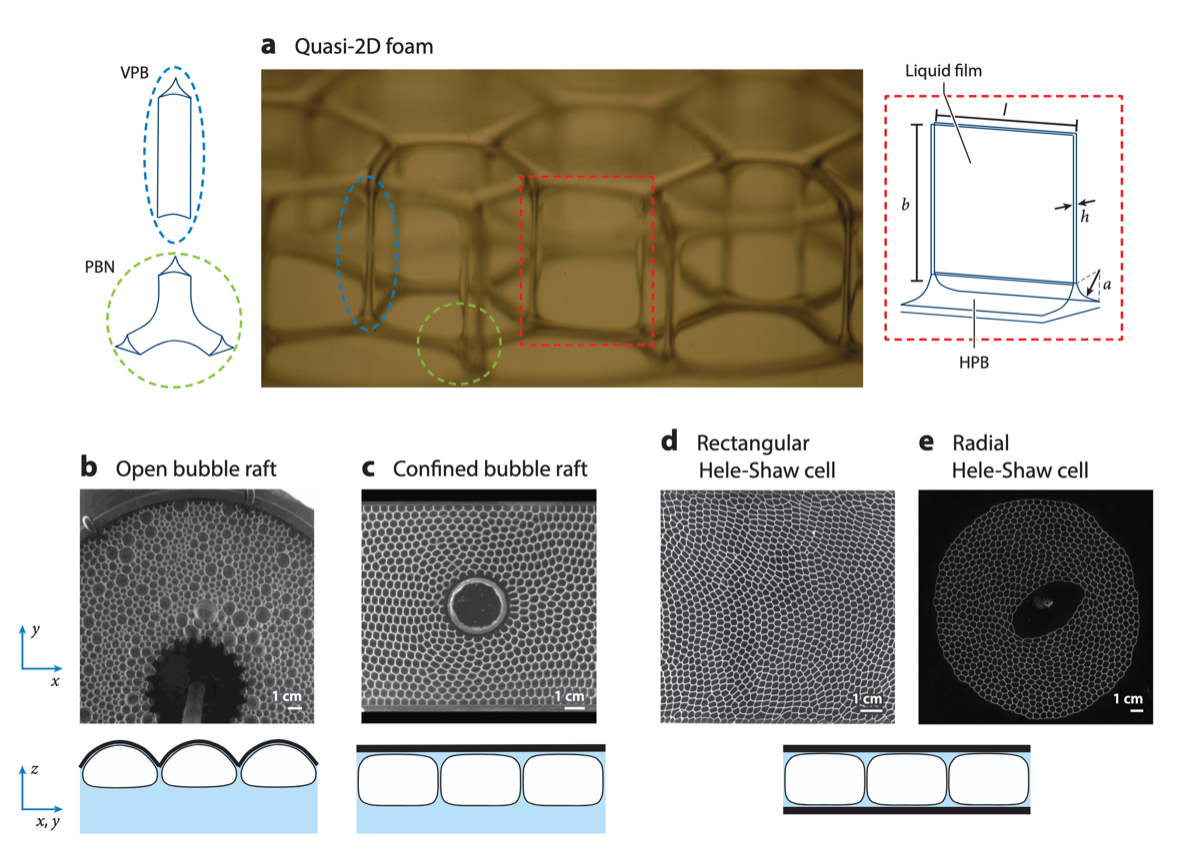 a Quasi-2D foam
VPB
PBN
Liquid film
l
b
h
a
HPB
b Open bubble raft
c Confined bubble raft
d Rectangular
Hele-Shaw cell
e Radial
Hele-Shaw cell
y
x
1 cm
1 cm
1 cm
1 cm
z
x, y